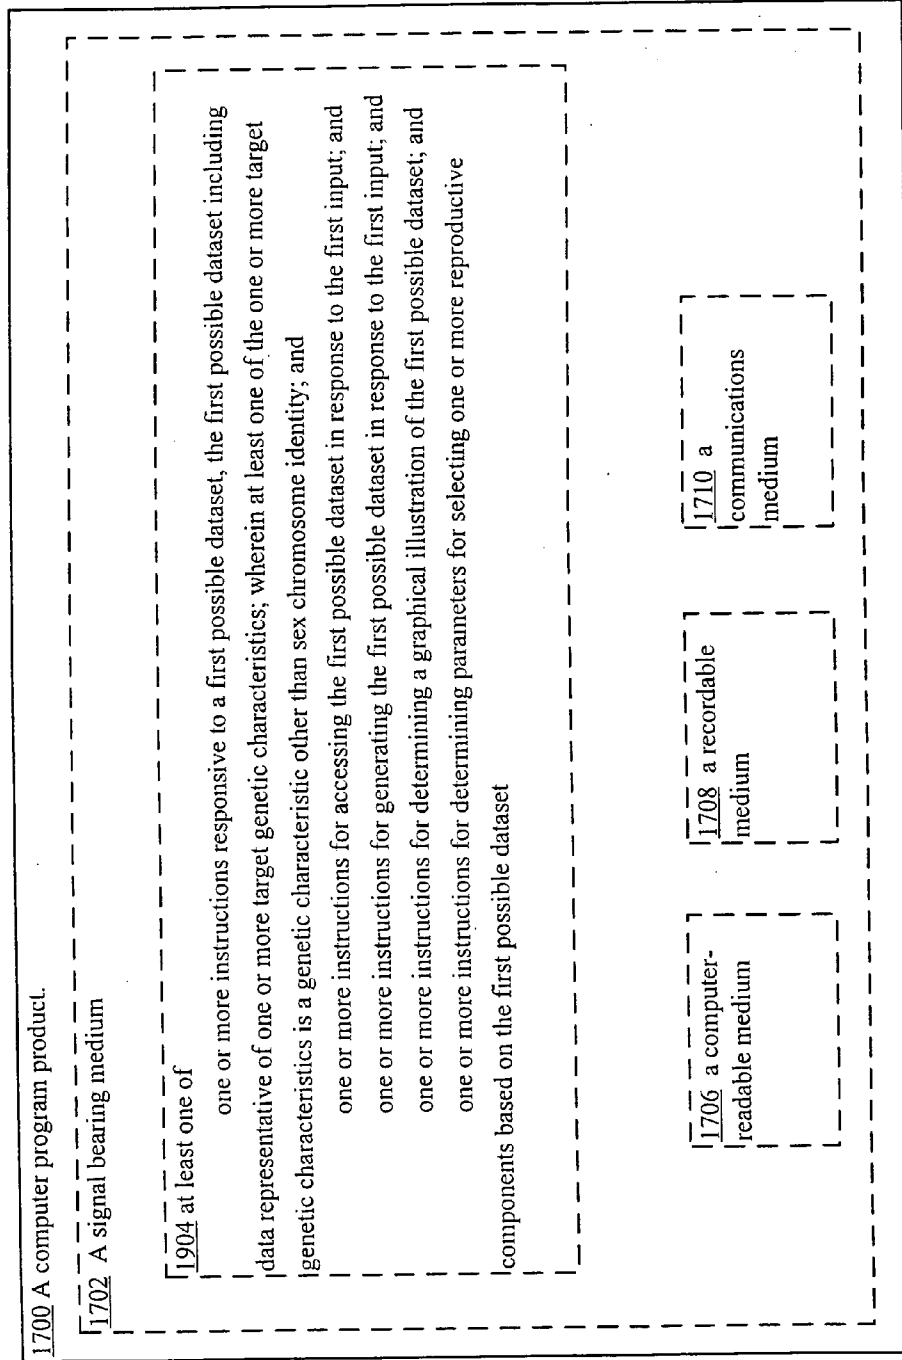 1700 A computer program product.
1702 A signal bearing medium
1904 at least of
one or more instructions responsive to a first possible dataset, the first possible dataset including
data representative of one or more target genetic characteristics; wherein at least one of the one or more target
genetic characteristics is a genetic characteristic other than sex chromosome identity; and
one or more instructions for accessing the first possible dataset in response to the first input; and
one or more instructions for generating the first possible dataset in response to the first input; and
one or more instructions for determining a graphical illustration of the first possible dataset; and
one or more instructions for determining parameters for selecting one or more reproductive
components based on the first possible dataset
1706 a computer-
readable medium
1708 a recordable
medium
1710 a
communications
medium